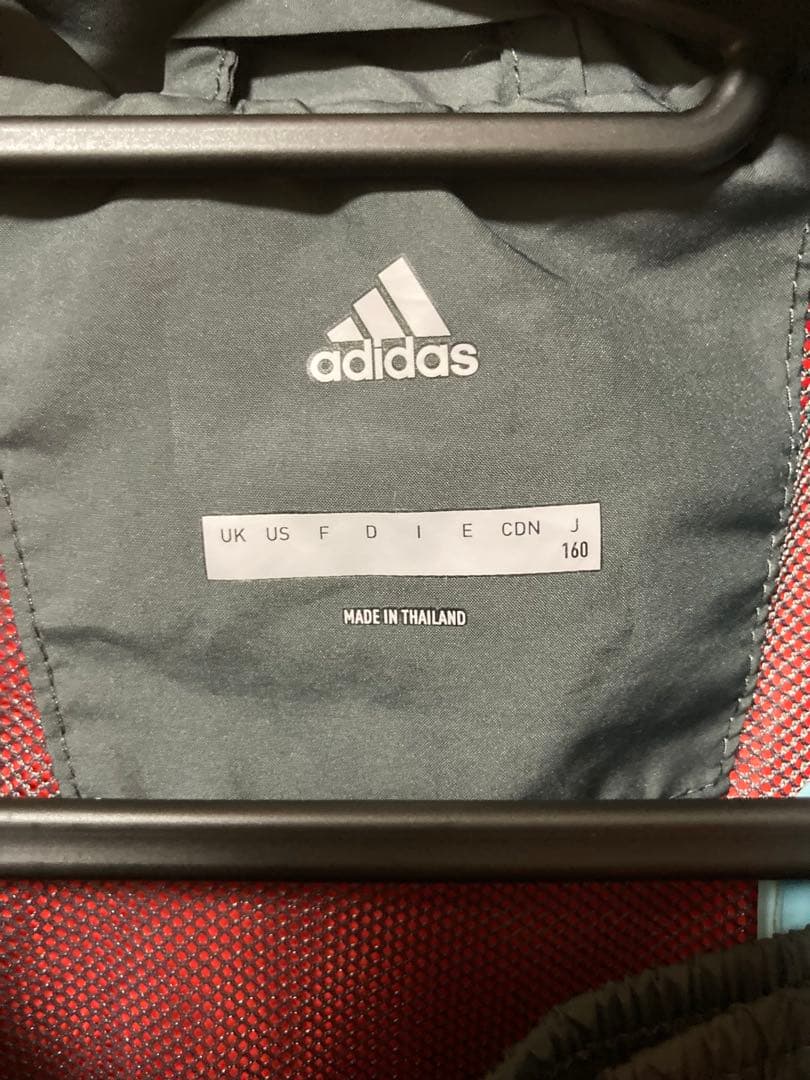 adidas
UK US F D I E CDN J
160
MADE IN THAILAND